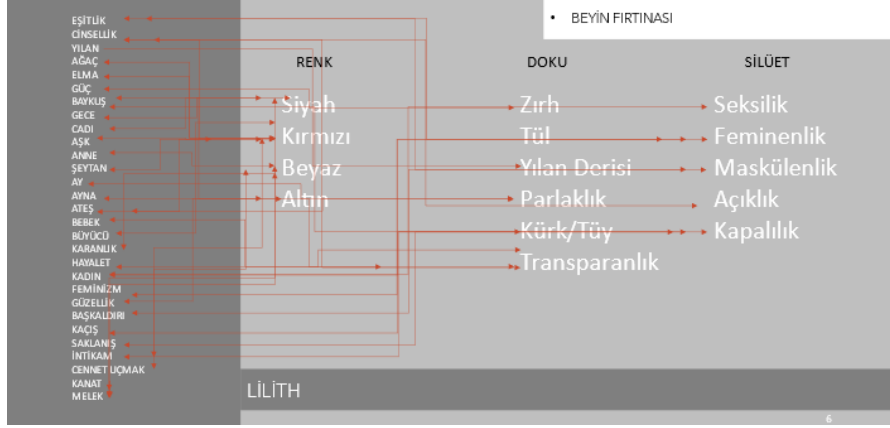 EŞİTLİK
CİNSELLİK
YILAN
AĞAÇ
ELMA
GÜÇ
BAYKUŞ
GECE
CADI
AŞK
ANNE
ŞEYTAN
AY
AYNA
ATEŞ
BEBEK
BÜYÜCÜ
KARANLIK
HAYALET
KADIN
FEMİNİZM
GÜZELLİK
BAŞKALDIRI
KAÇIŞ
SAKLANIŞ
İNTİKAM
CENNET UÇMAK
KANAT
MELEK
• BEYİN FIRTINASI
RENK
Siyah
Kırmızı
Beyaz
Altın
DOKU
Zırh
Tül
Yılan Derisi
Parlaklık
Kürk/Tüy
Transparanlık
SİLÜET
Seksilik
Feminenlik
Maskülenlik
Açıklık
Kapalılık
LİLİTH
6